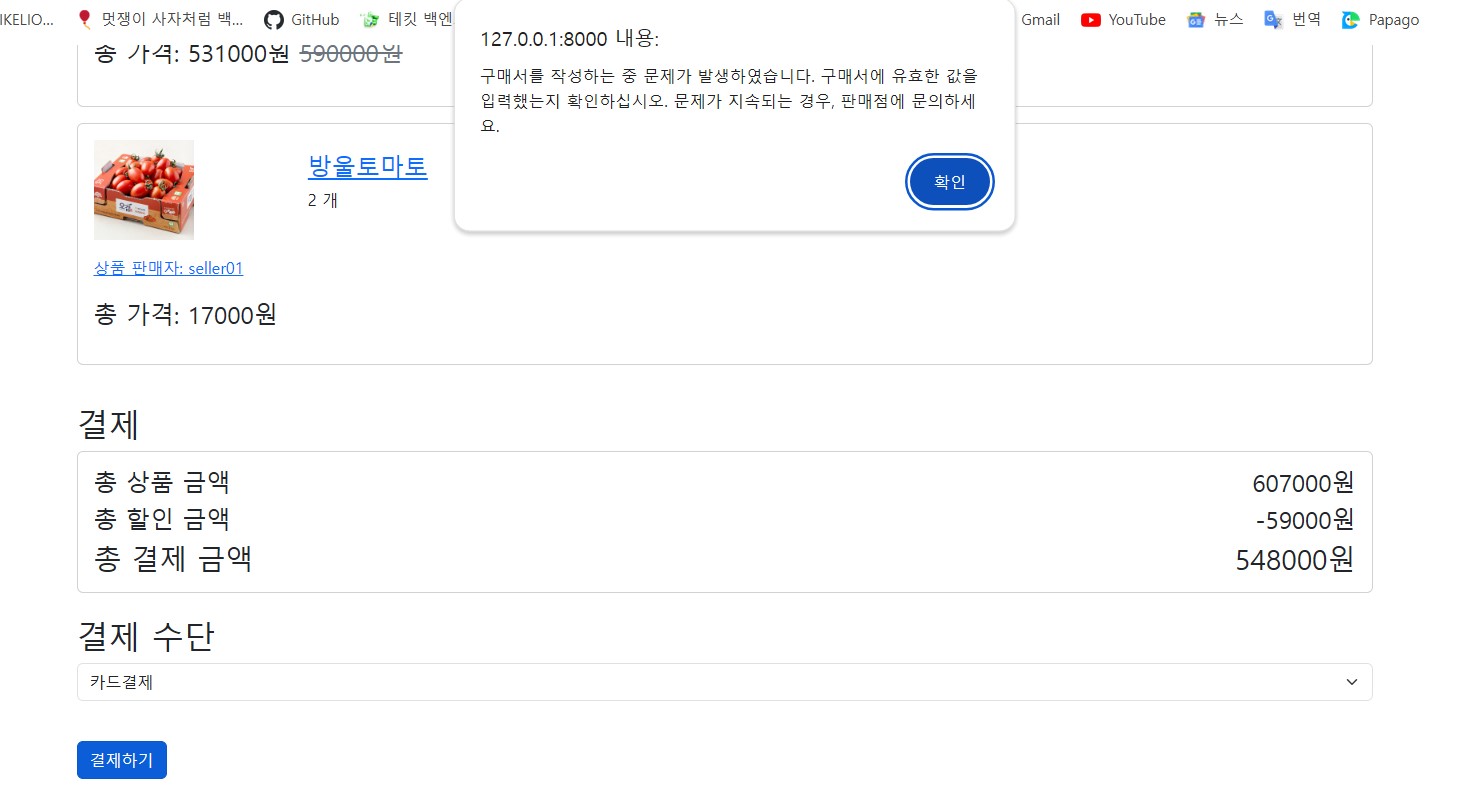 IKELIO...
멋쟁이 사자처럼 백...
GitHub
테킷 백엔
Gmail
YouTube
뉴스
번역
Papago
127.0.0.1:8000 내용:
구매서를 작성하는 중 문제가 발생하였습니다. 구매서에 유효한 값을
입력했는지 확인하십시오. 문제가 지속되는 경우, 판매점에 문의하세
요.
확인
총 가격: 531000원 590000원
방울토마토
2 개
상품 판매자: seller01
총 가격: 17000원
결제
총 상품 금액 607000원
총 할인 금액 -59000원
총 결제 금액 548000원
결제 수단
카드결제
결제하기